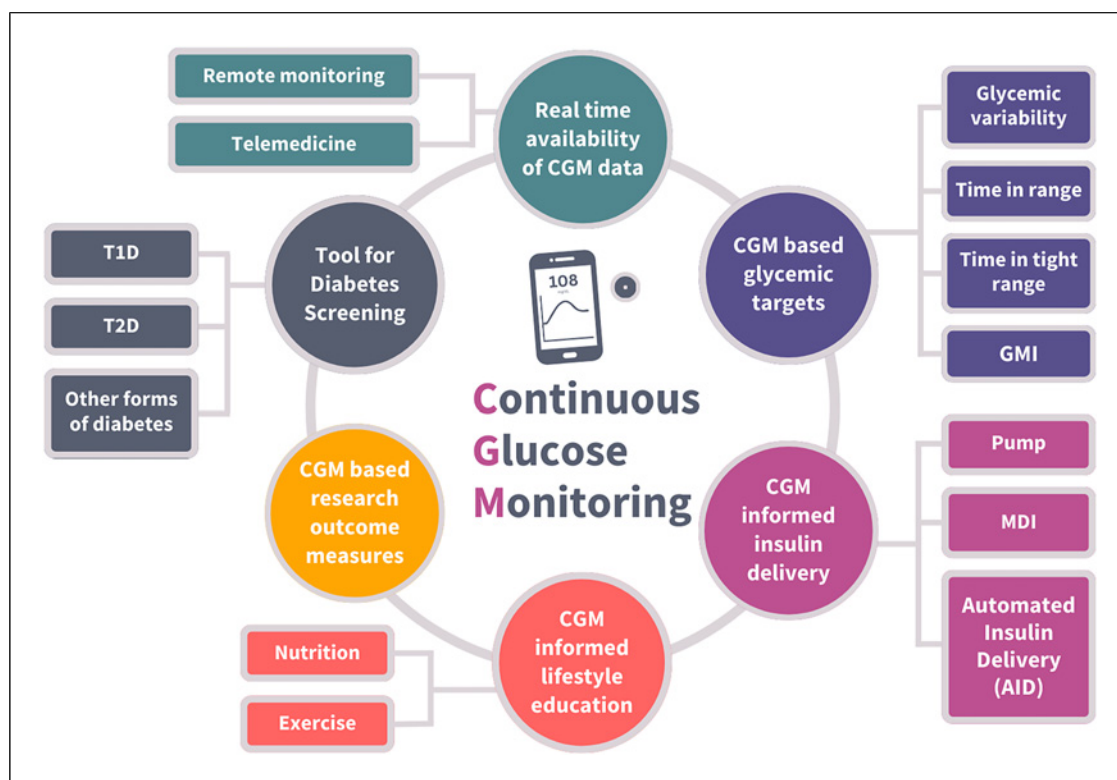 Remote monitoring
Telemedicine
Real time
availability
of CGM data
Glycemic
variability
Time in range
Time in tight
range
GMI
CGM based
glycemic
targets
T1D
T2D
Other forms
of diabetes
Tool for
Diabetes
Screening
108
Continuous
Glucose
Monitoring
CGM based
research
outcome
measures
CGM
informed
insulin
delivery
Pump
MDI
Automated
Insulin
Delivery
(AID)
Nutrition
Exercise
CGM
informed
lifestyle
education